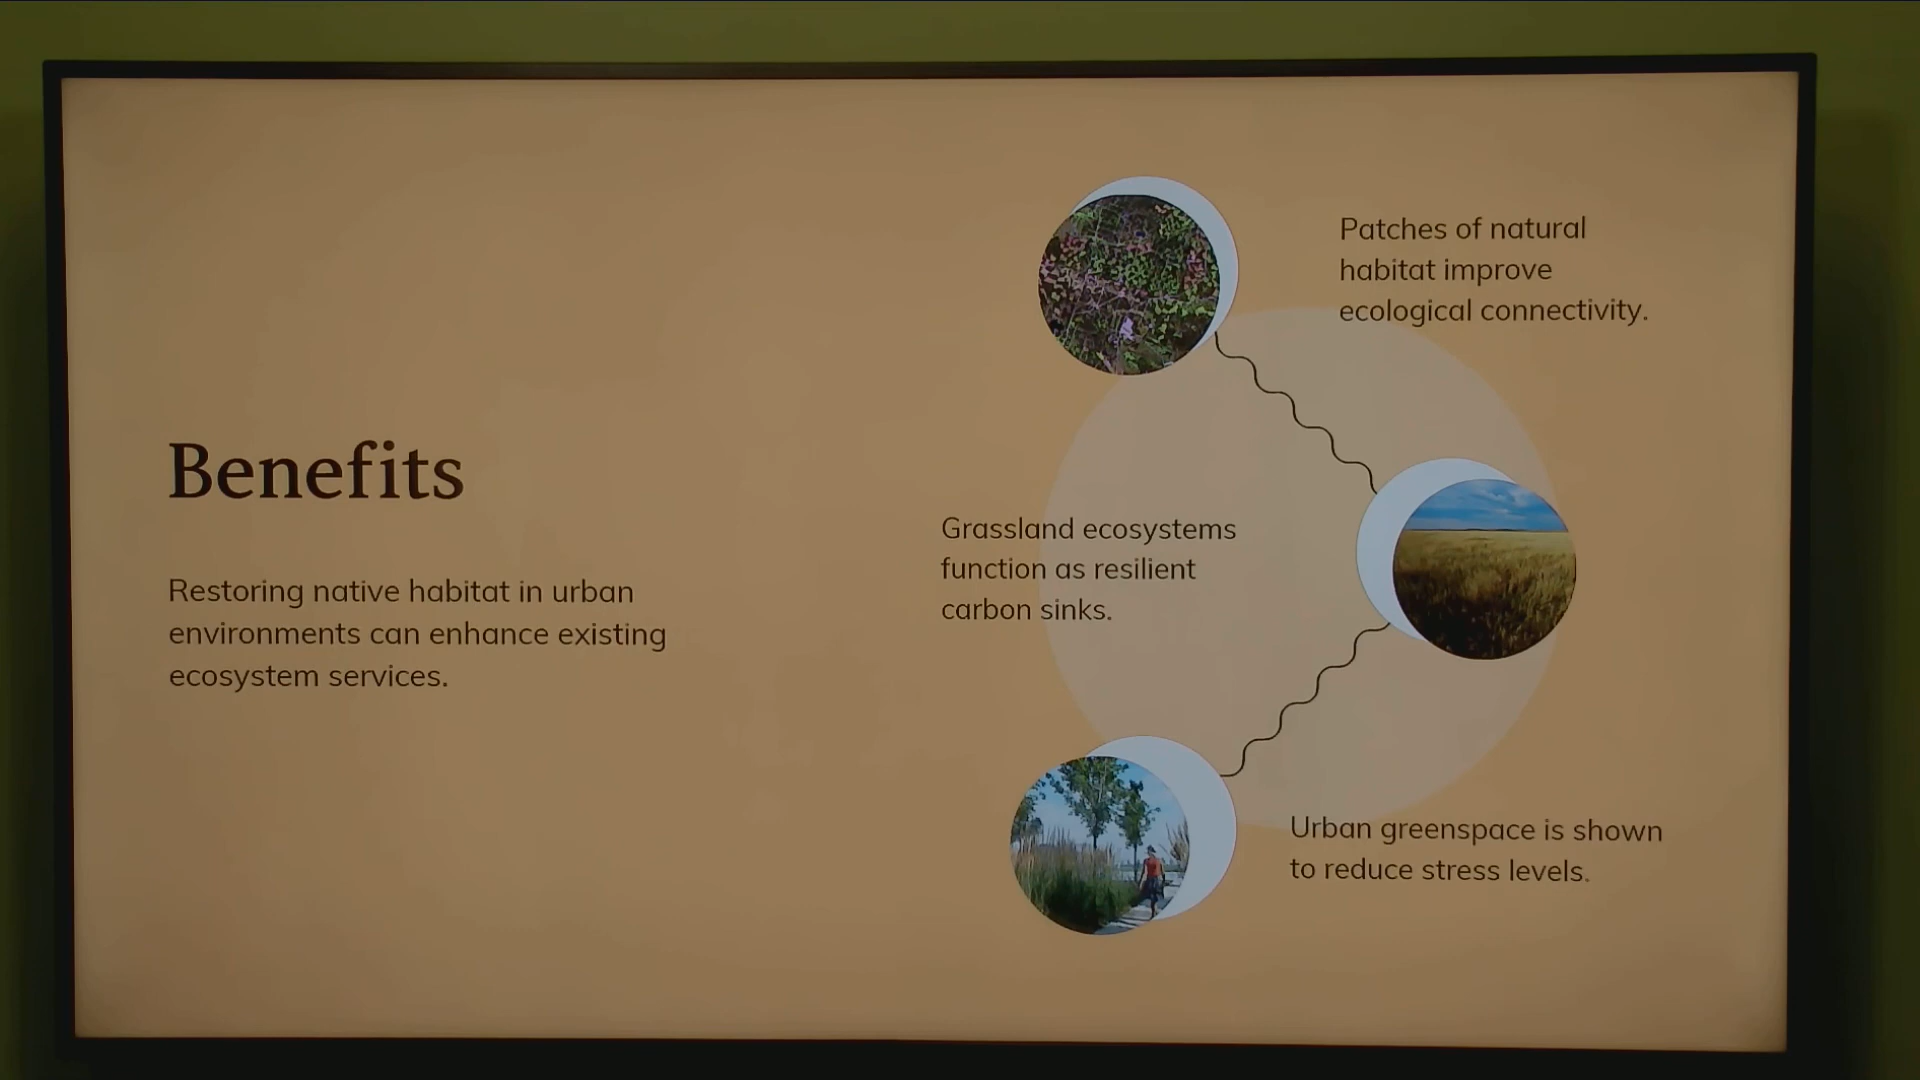 Benefits
Restoring native habitat in urban
environments can enhance existing
ecosystem services.
Patches of natural
habitat improve
ecological connectivity.
Grassland ecosystems
function as resilient
carbon sinks.
Urban greenspace is shown
to reduce stress levels.